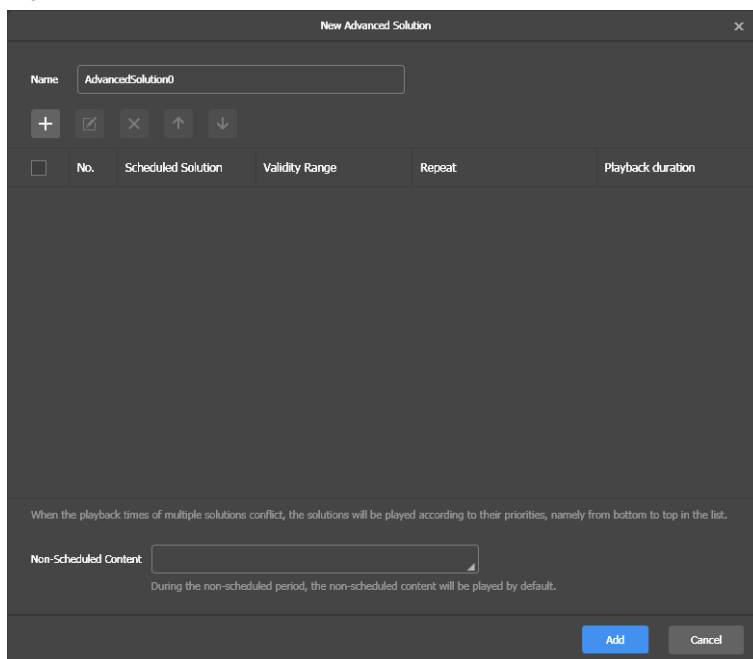 New Advanced Solution
Name AdvancedSolution0
No. Scheduled Solution Validity Range Repeat Playback duration
When the playback times of multiple solutions conflict, the solutions will be played according to their priorities, namely from bottom to top in the list.
Non-Scheduled Content
During the non-scheduled period, the non-scheduled content will be played by default.
Add Cancel